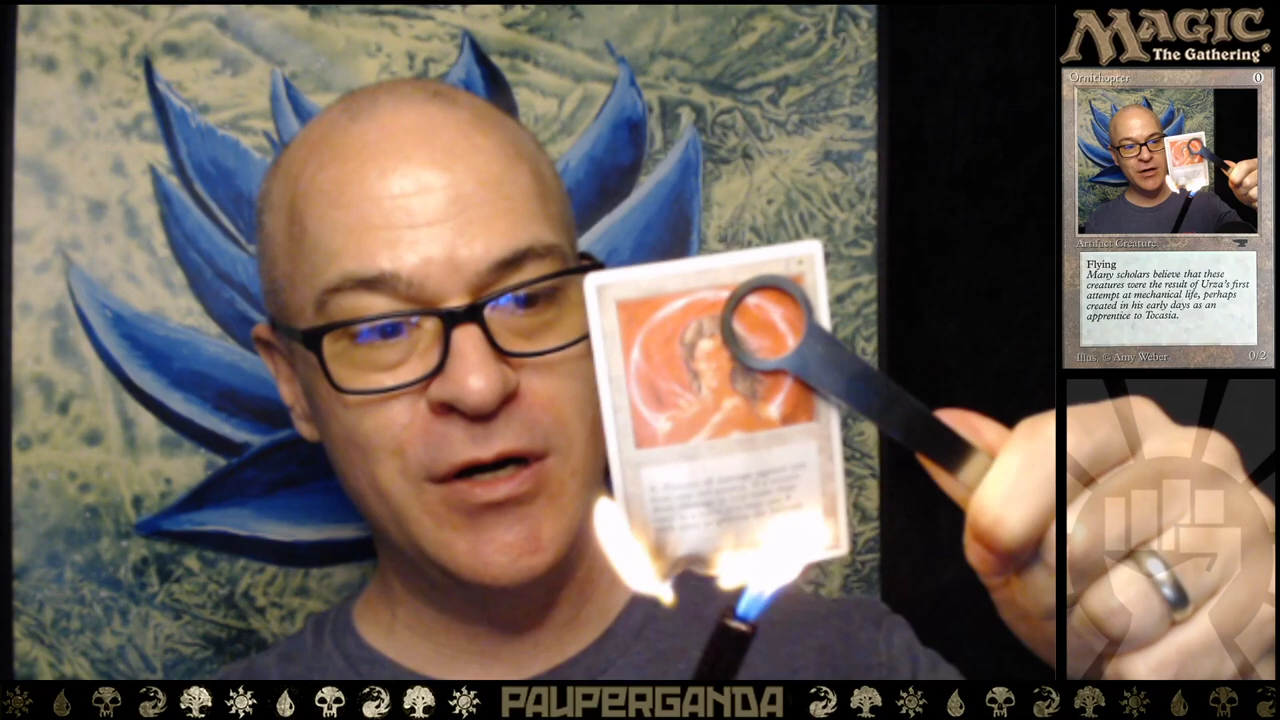 MAGIC
The Gathering®
Ornithopter 0
Artifact Creature
Flying
Many scholars believe that these
creatures were the result of Urza's first
attempt at mechanical life, perhaps
created in his early days as an
apprentice to Tocasia.
Illus. © Amy Weber 0/2
PAUPERGANDA